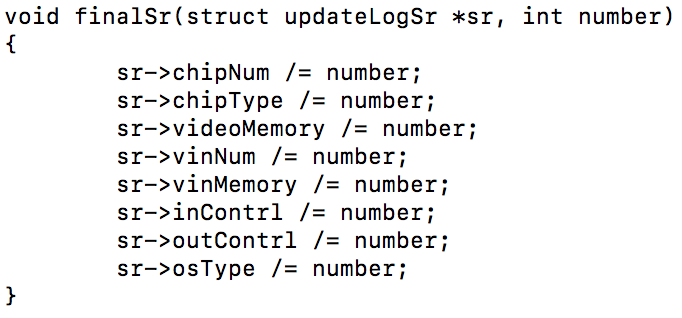 void finalSr(struct updateLogSr *sr, int number)
{
        sr->chipNum /= number;
        sr->chipType /= number;
        sr->videoMemory /= number;
        sr->vinNum /= number;
        sr->vinMemory /= number;
        sr->inContrl /= number;
        sr->outContrl /= number;
        sr->osType /= number;
}